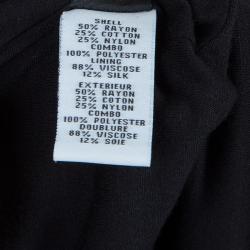 SHELL
50% RAYON
25% COTTON
25% NYLON
COMBO
100% POLYESTER
LINING
88% VISCOSE
12% SILK
EXTERIEUR
50% RAYON
25% COTON
25% NYLON
COMBO
100% POLYESTER
DOUBLURE
88% VISCOSE
12% SOIE